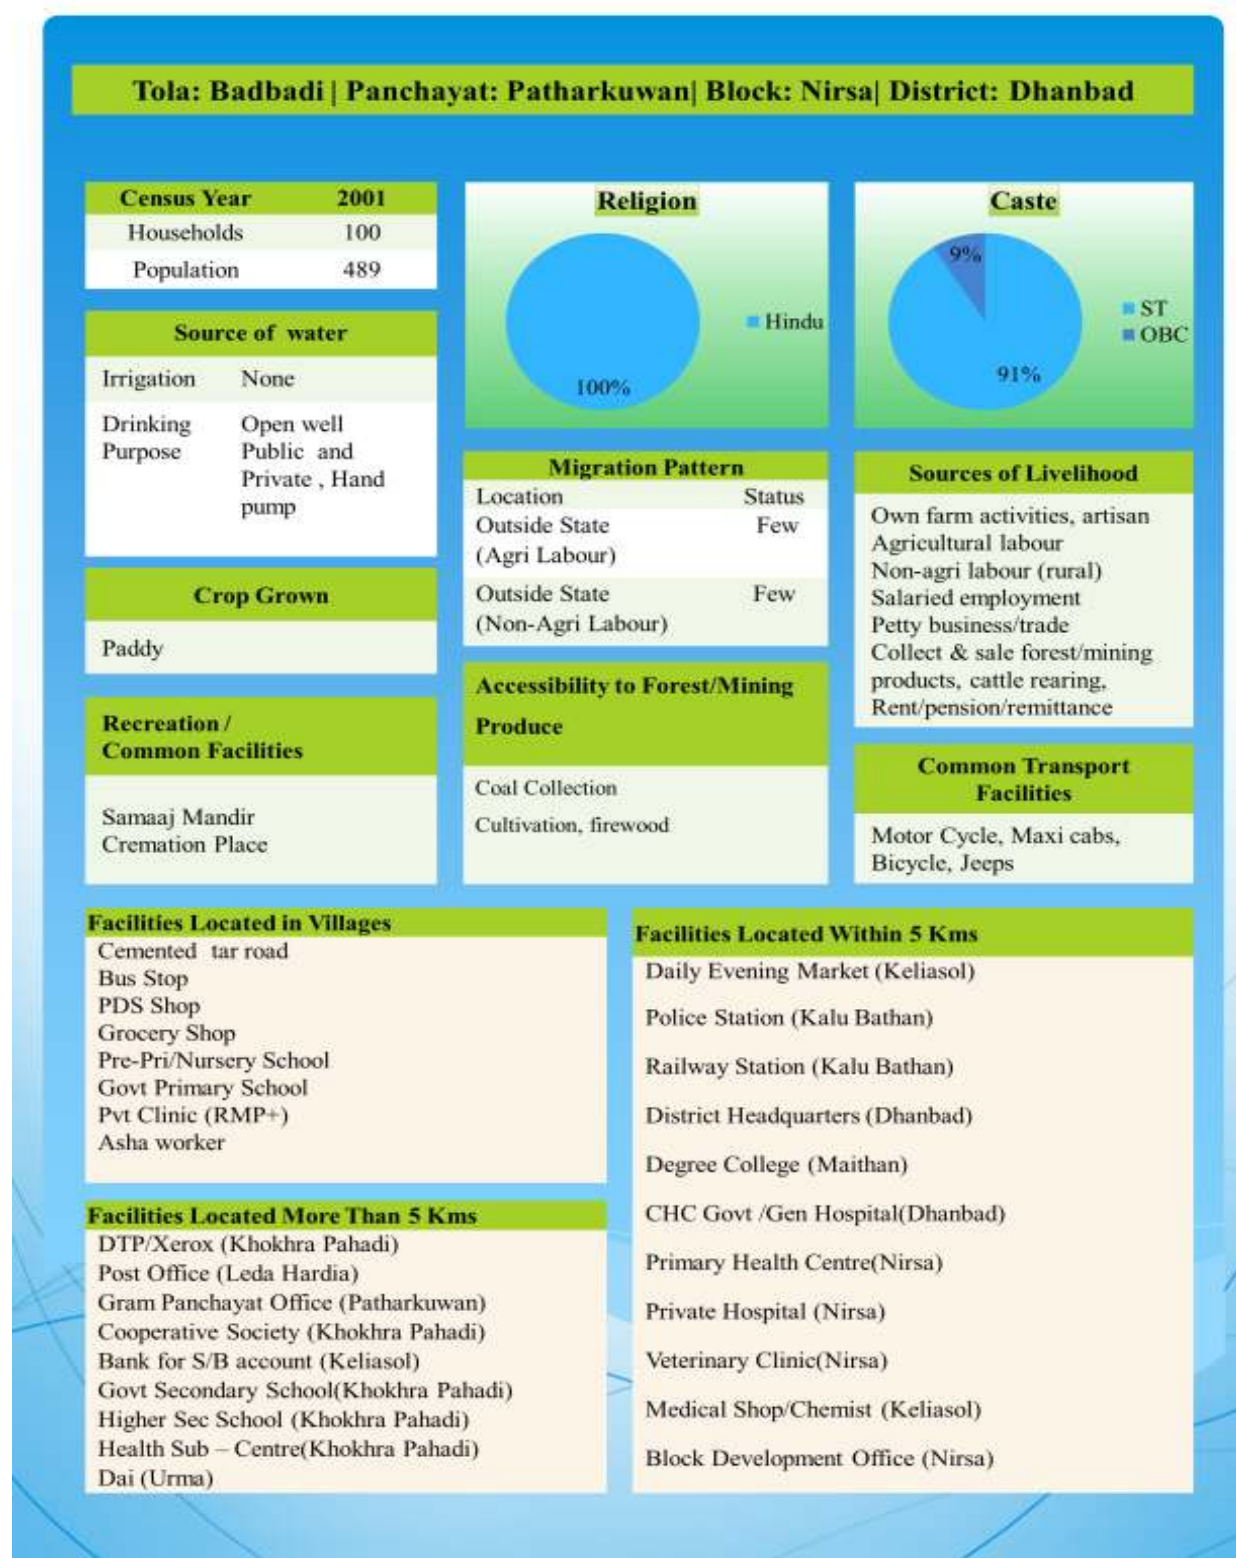 Tola: Badbadi | Panchayat: Patharkuwan| Block: Nirsa| District: Dhanbad
Census Year 2001
Households 100
Population 489
Source of water
Irrigation None
Drinking Open well
Purpose Public and
Private , Hand
pump
Crop Grown
Paddy
Recreation /
Common Facilities
Samaaj Mandir
Cremation Place
Religion
Hindu
100%
Migration Pattern
Location Status
Outside State Few
(Agri Labour)
Outside State Few
(Non-Agri Labour)
Accessibility to Forest/Mining
Produce
Coal Collection
Cultivation, firewood
Caste
9%
ST
OBC
91%
Sources of Livelihood
Own farm activities, artisan
Agricultural labour
Non-agri labour (rural)
Salaried employment
Petty business/trade
Collect & sale forest/mining
products, cattle rearing,
Rent/pension/remittance
Common Transport
Facilities
Motor Cycle, Maxi cabs,
Bicycle, Jeeps
Facilities Located in Villages
Cemented tar road
Bus Stop
PDS Shop
Grocery Shop
Pre-Pri/Nursery School
Govt Primary School
Pvt Clinic (RMP+)
Asha worker
Facilities Located More Than 5 Kms
DTP/Xerox (Khokhra Pahadi)
Post Office (Leda Hardia)
Gram Panchayat Office (Patharkuwan)
Cooperative Society (Khokhra Pahadi)
Bank for S/B account (Keliasol)
Govt Secondary School(Khokhra Pahadi)
Higher Sec School (Khokhra Pahadi)
Health Sub – Centre(Khokhra Pahadi)
Dai (Urma)
Facilities Located Within 5 Kms
Daily Evening Market (Keliasol)
Police Station (Kalu Bathan)
Railway Station (Kalu Bathan)
District Headquarters (Dhanbad)
Degree College (Maithan)
CHC Govt /Gen Hospital(Dhanbad)
Primary Health Centre(Nirsa)
Private Hospital (Nirsa)
Veterinary Clinic(Nirsa)
Medical Shop/Chemist (Keliasol)
Block Development Office (Nirsa)